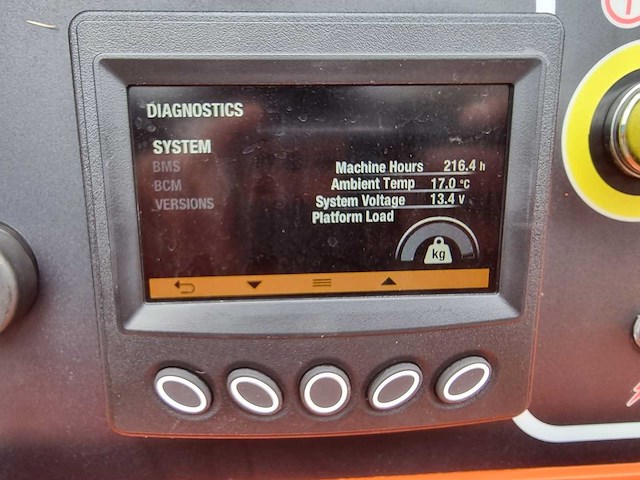 DIAGNOSTICS
SYSTEM
BMS
BCM
VERSIONS
Machine Hours 216.4 h
Ambient Temp 17.0 °C
System Voltage 13.4 V
Platform Load
kg